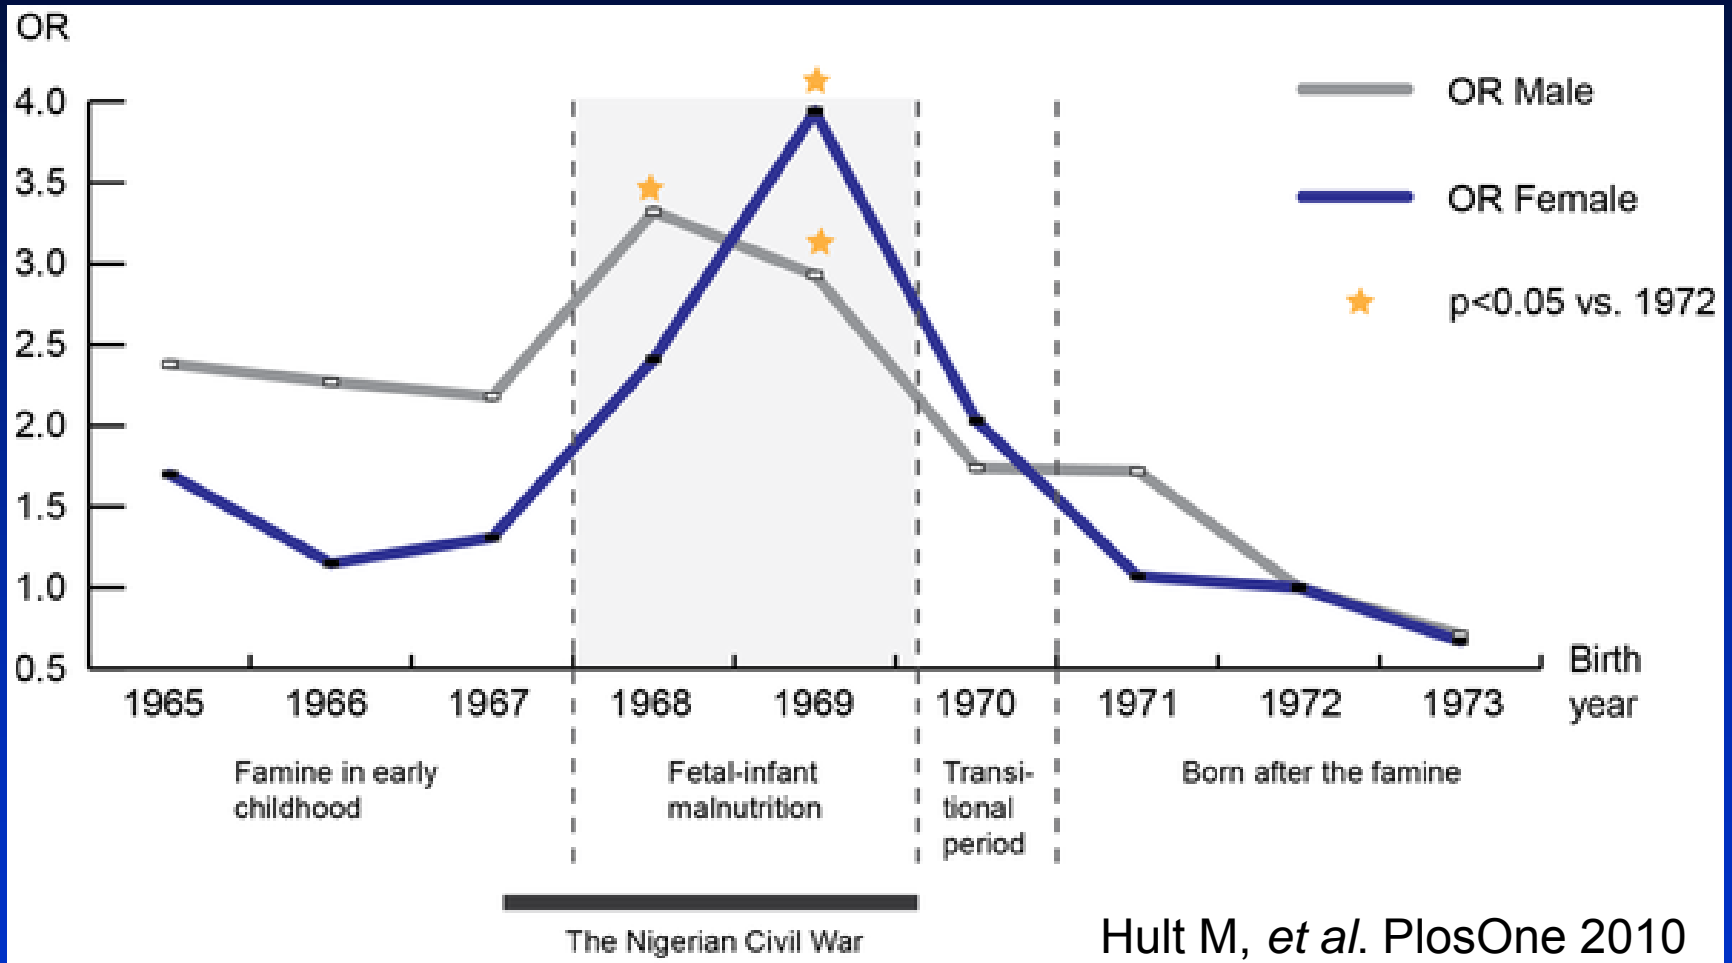 OR
4.0
3.5
3.0
2.5
2.0
1.5
1.0
0.5
OR Male
OR Female
p<0.05 vs. 1972
1965 1966 1967 1968 1969 1970 1971 1972 1973
Birth
year
Famine in early
childhood
Fetal-infant
malnutrition
Transi-
tional
period
Born after the famine
The Nigerian Civil War
Hult M, et al. PlosOne 2010